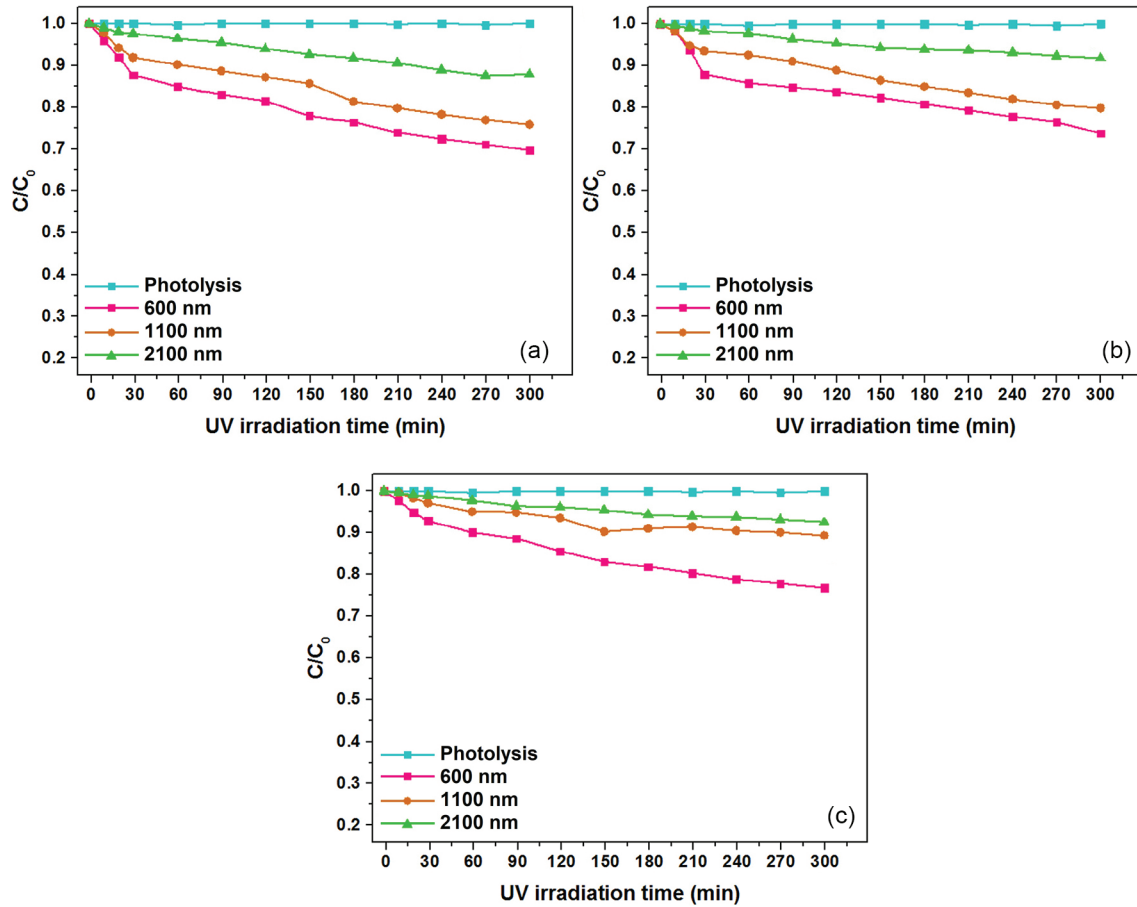 1.0
0.9
0.8
0.7
0.6
0.5
0.4
0.3
0.2
C/C0
Photolysis
600 nm
1100 nm
2100 nm
(a)
0 30 60 90 120 150 180 210 240 270 300
UV irradiation time (min)
1.0
0.9
0.8
0.7
0.6
0.5
0.4
0.3
0.2
C/C0
Photolysis
600 nm
1100 nm
2100 nm
(b)
0 30 60 90 120 150 180 210 240 270 300
UV irradiation time (min)
1.0
0.9
0.8
0.7
0.6
0.5
0.4
0.3
0.2
C/C0
Photolysis
600 nm
1100 nm
2100 nm
(c)
0 30 60 90 120 150 180 210 240 270 300
UV irradiation time (min)